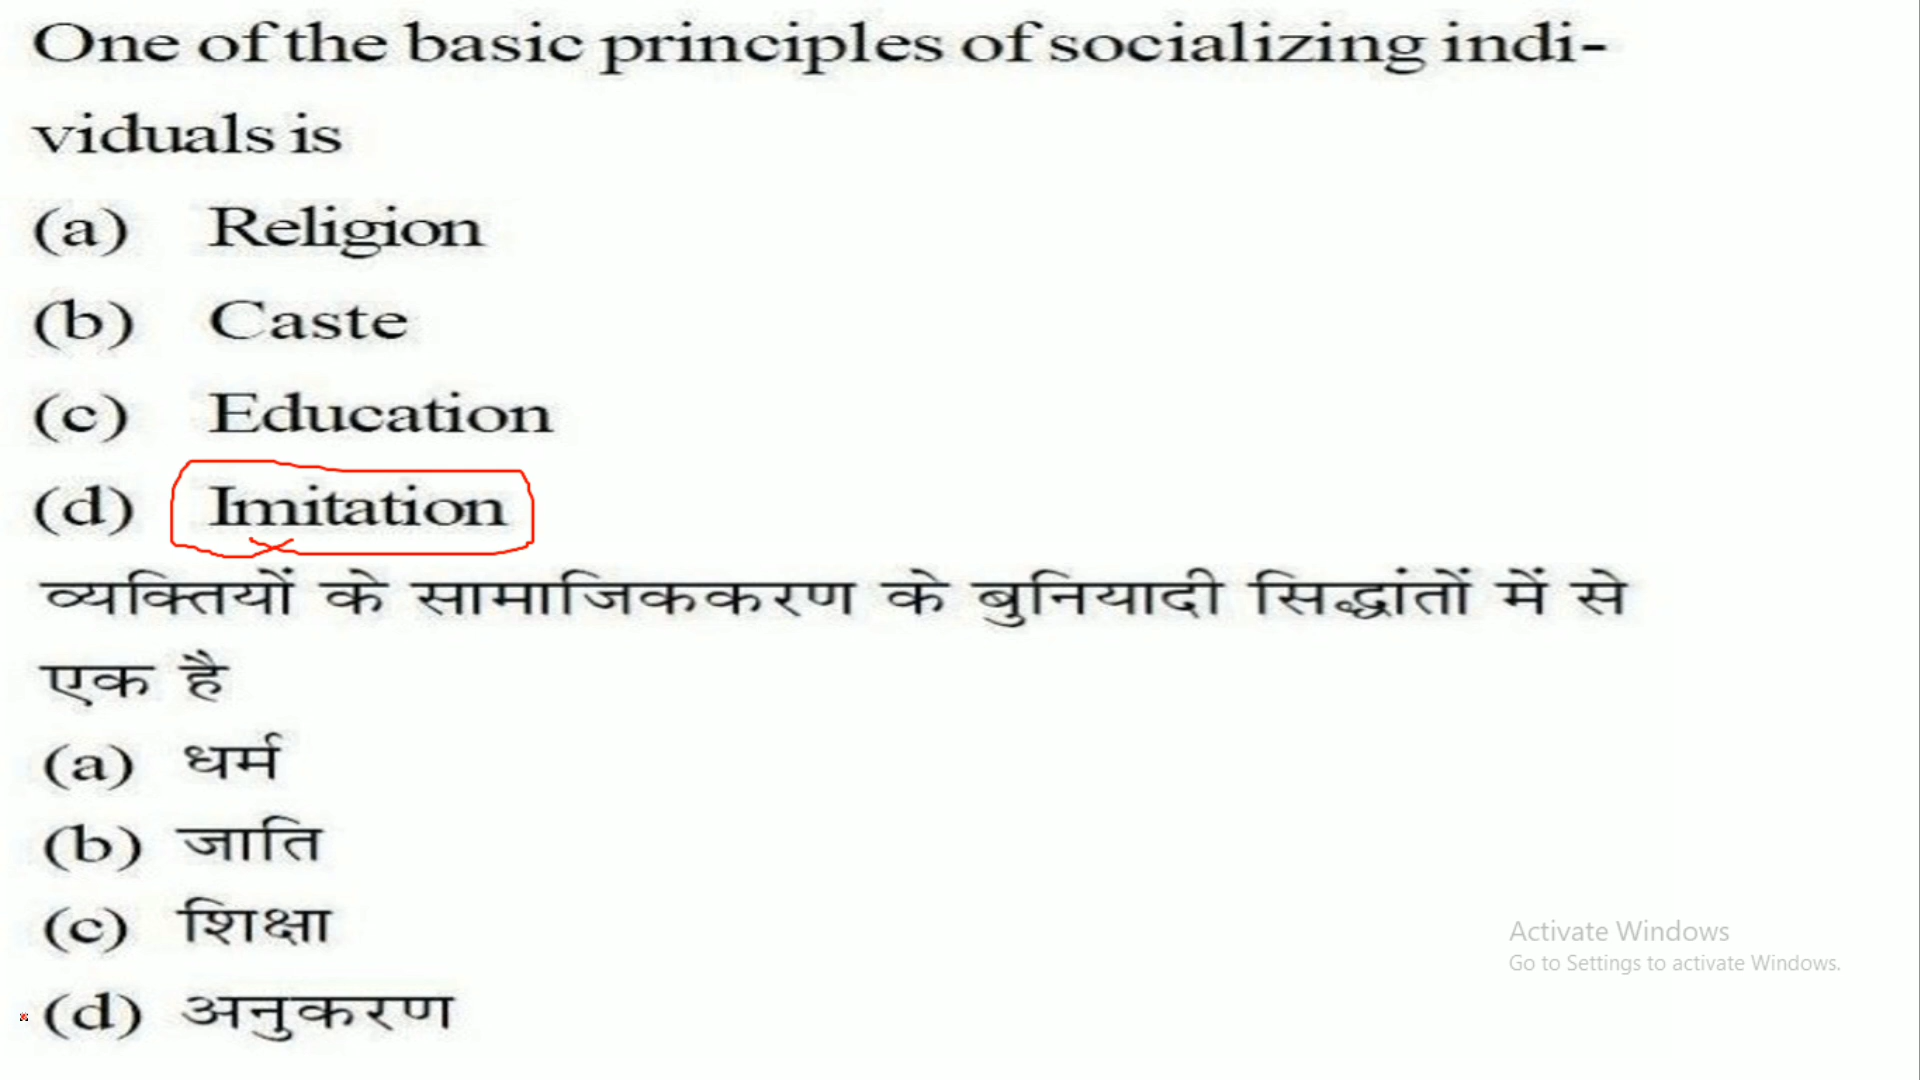 One of the basic principles of socializing indi-
viduals is
(a) Religion
(b) Caste
(c) Education
(d) Imitation
व्यक्तियों के सामाजिककरण के बुनियादी सिद्धांतों में से
एक है
(a) धर्म
(b) जाति
(c) शिक्षा
(d) अनुकरण
Activate Windows
Go to Settings to activate Windows.